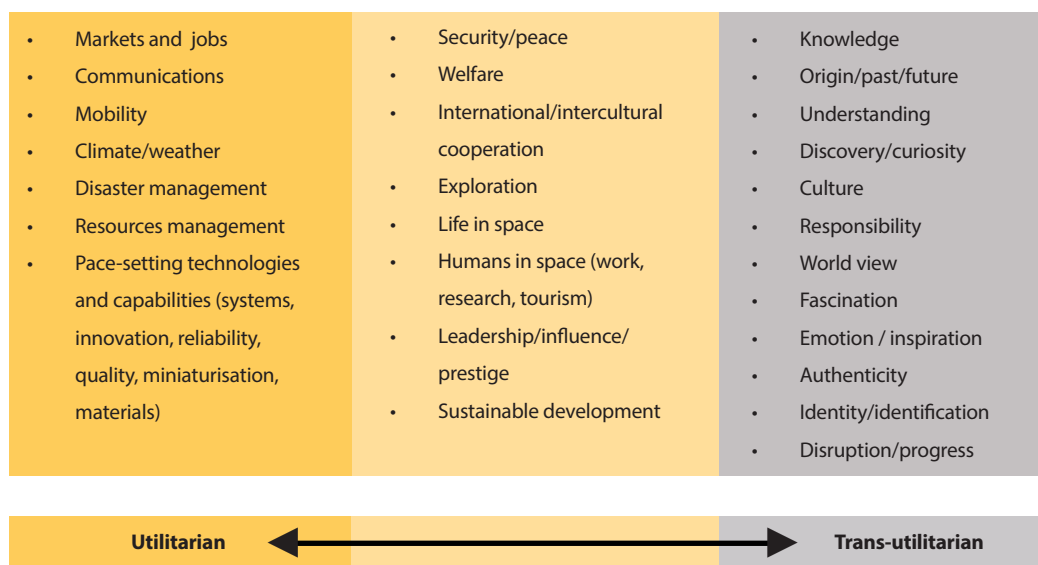 • Markets and jobs
• Communications
• Mobility
• Climate/weather
• Disaster management
• Resources management
• Pace-setting technologies
and capabilities (systems,
innovation, reliability,
quality, miniaturisation,
materials)
• Security/peace
• Welfare
• International/intercultural
cooperation
• Exploration
• Life in space
• Humans in space (work,
research, tourism)
• Leadership/influence/
prestige
• Sustainable development
• Knowledge
• Origin/past/future
• Understanding
• Discovery/curiosity
• Culture
• Responsibility
• World view
• Fascination
• Emotion / inspiration
• Authenticity
• Identity/identification
• Disruption/progress
Utilitarian
Trans-utilitarian